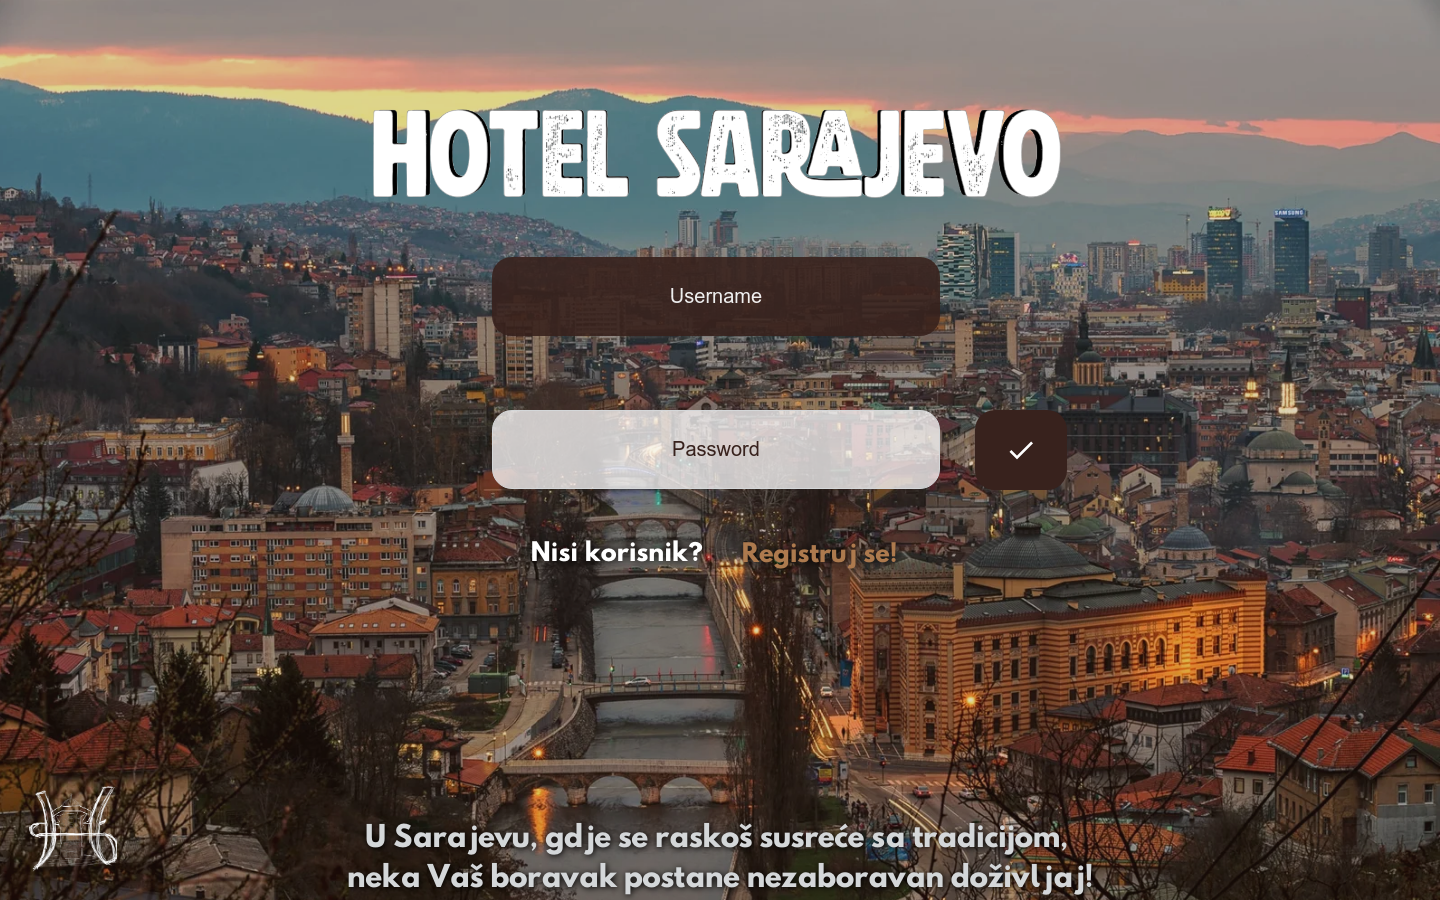 HOTEL SARAJEVO
SAMSUNG
Username
Password
Nisi korisnik? Registruj se!
U Sarajevu, gdje se raskoš susreće sa tradicijom,
neka Vaš boravak postane nezaboravan doživljaj!